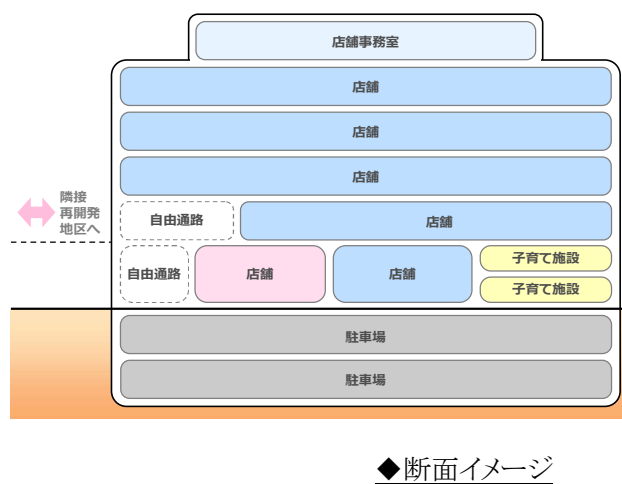 店舗事務室
店舗
店舗
店舗
隣接
再開発
地区へ
自由通路
店舗
自由通路
店舗
店舗
子育て施設
子育て施設
駐車場
駐車場
◆断面イメージ